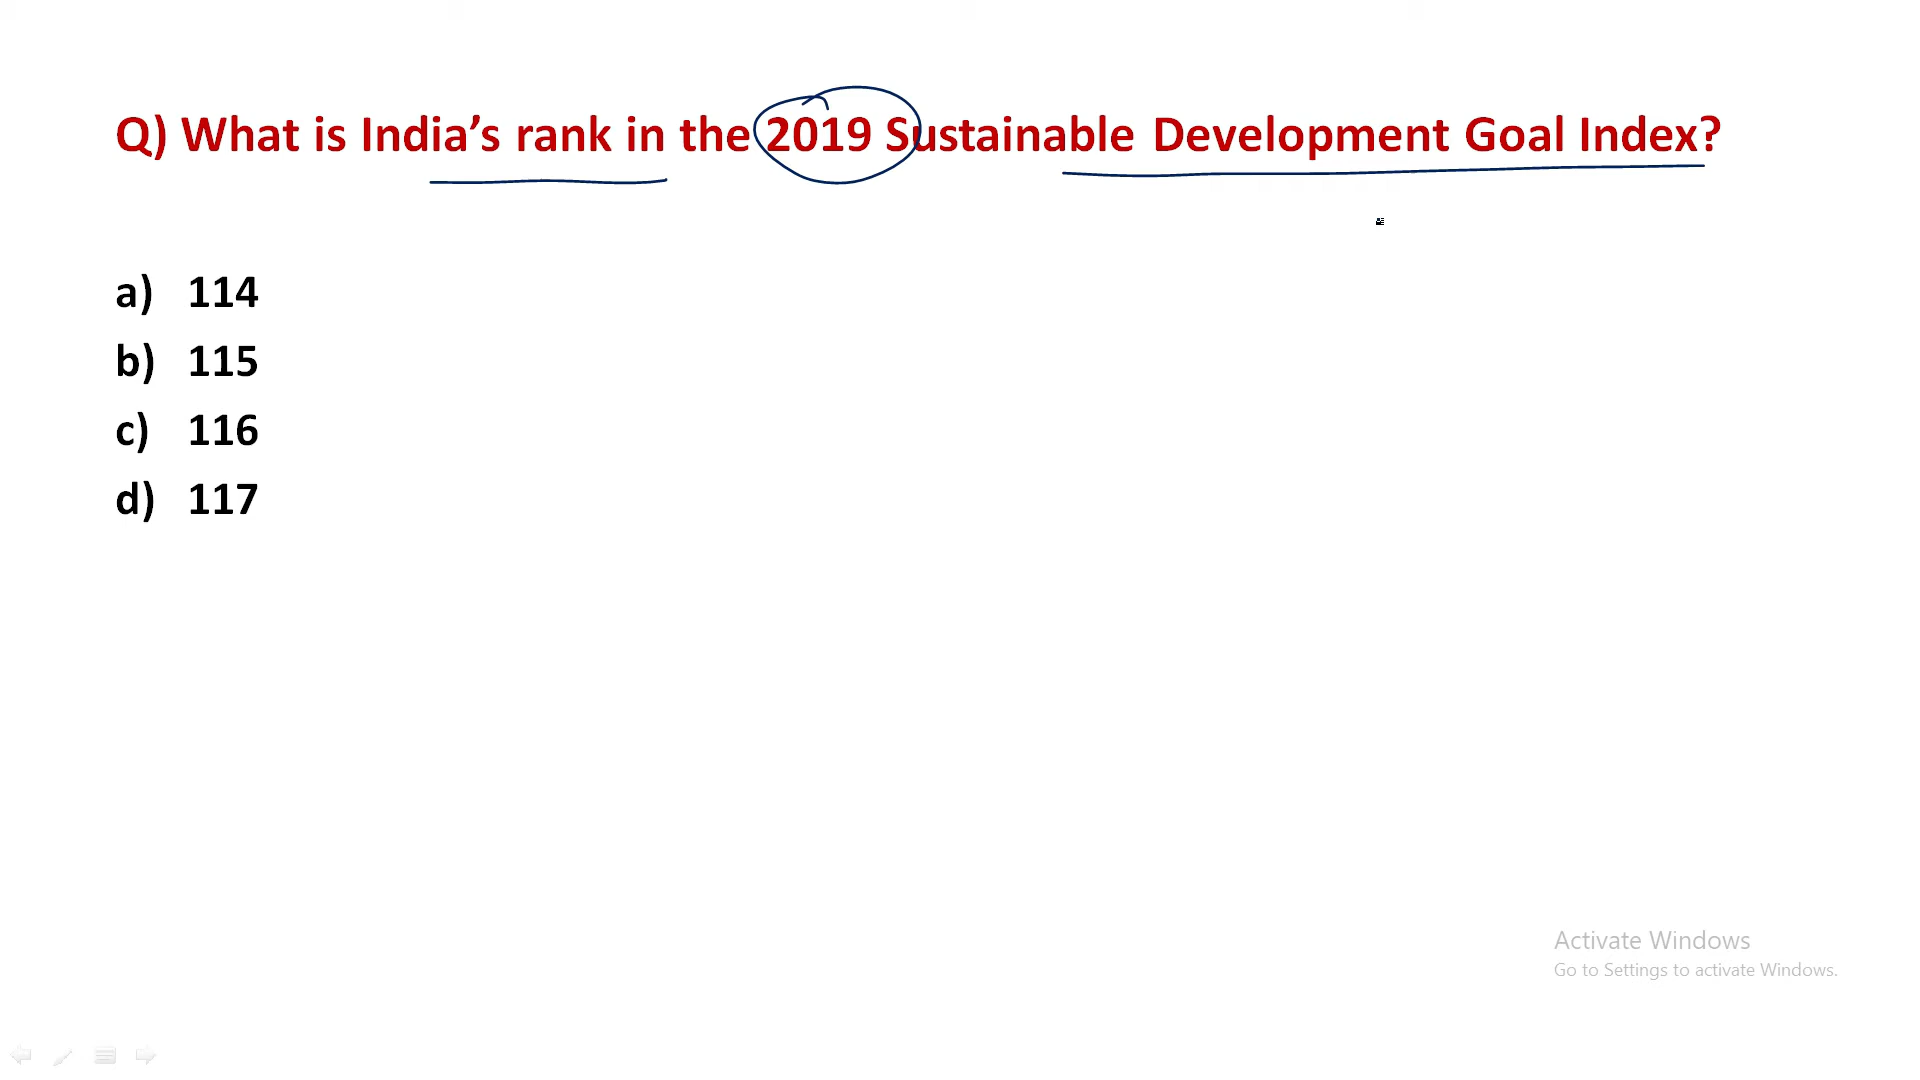 Q) What is India’s rank in the 2019 Sustainable Development Goal Index?
a) 114
b) 115
c) 116
d) 117
Activate Windows
Go to Settings to activate Windows.